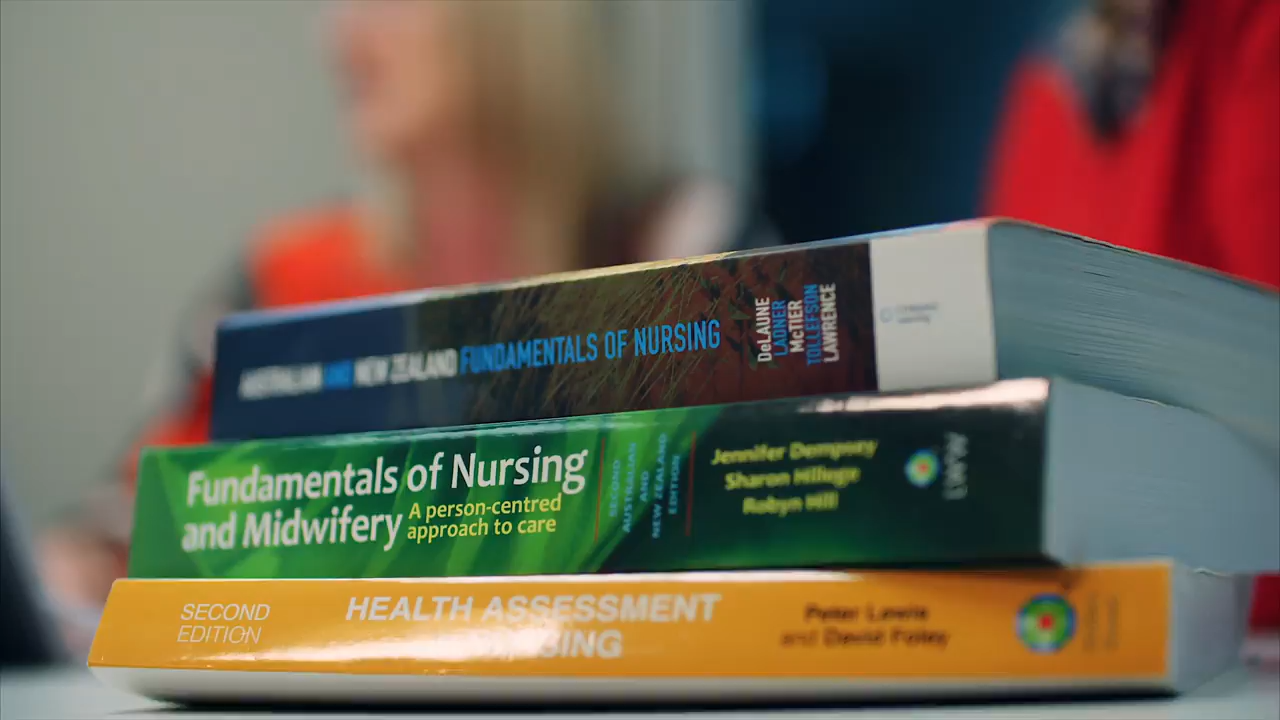 AUSTRALIAN AND NEW ZEALAND FUNDAMENTALS OF NURSING
DeLAUNE
LADNER
McTIER
TOLLEFSON
LAWRENCE
Fundamentals of Nursing
and Midwifery
A person-centred
approach to care
SECOND
AUSTRALIAN
AND
NEW ZEALAND
EDITION
Jennifer Dempsey
Sharon Hillege
Robyn Hill
LWW
SECOND
EDITION
HEALTH ASSESSMENT
NURSING
Peter Lewis
and David Foley